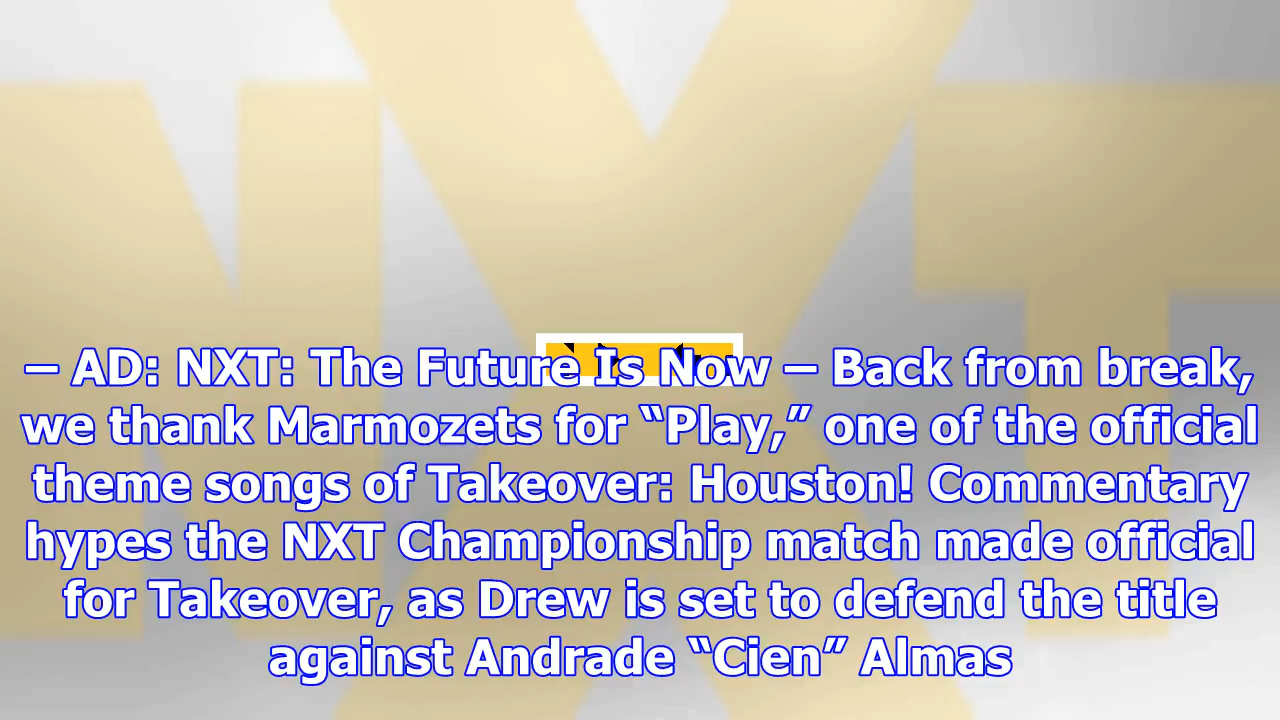 NXT
– AD: NXT: The Future Is Now – Back from break,
we thank Marmozets for “Play,” one of the official
theme songs of Takeover: Houston! Commentary
hypes the NXT Championship match made official
for Takeover, as Drew is set to defend the title
against Andrade “Cien” Almas